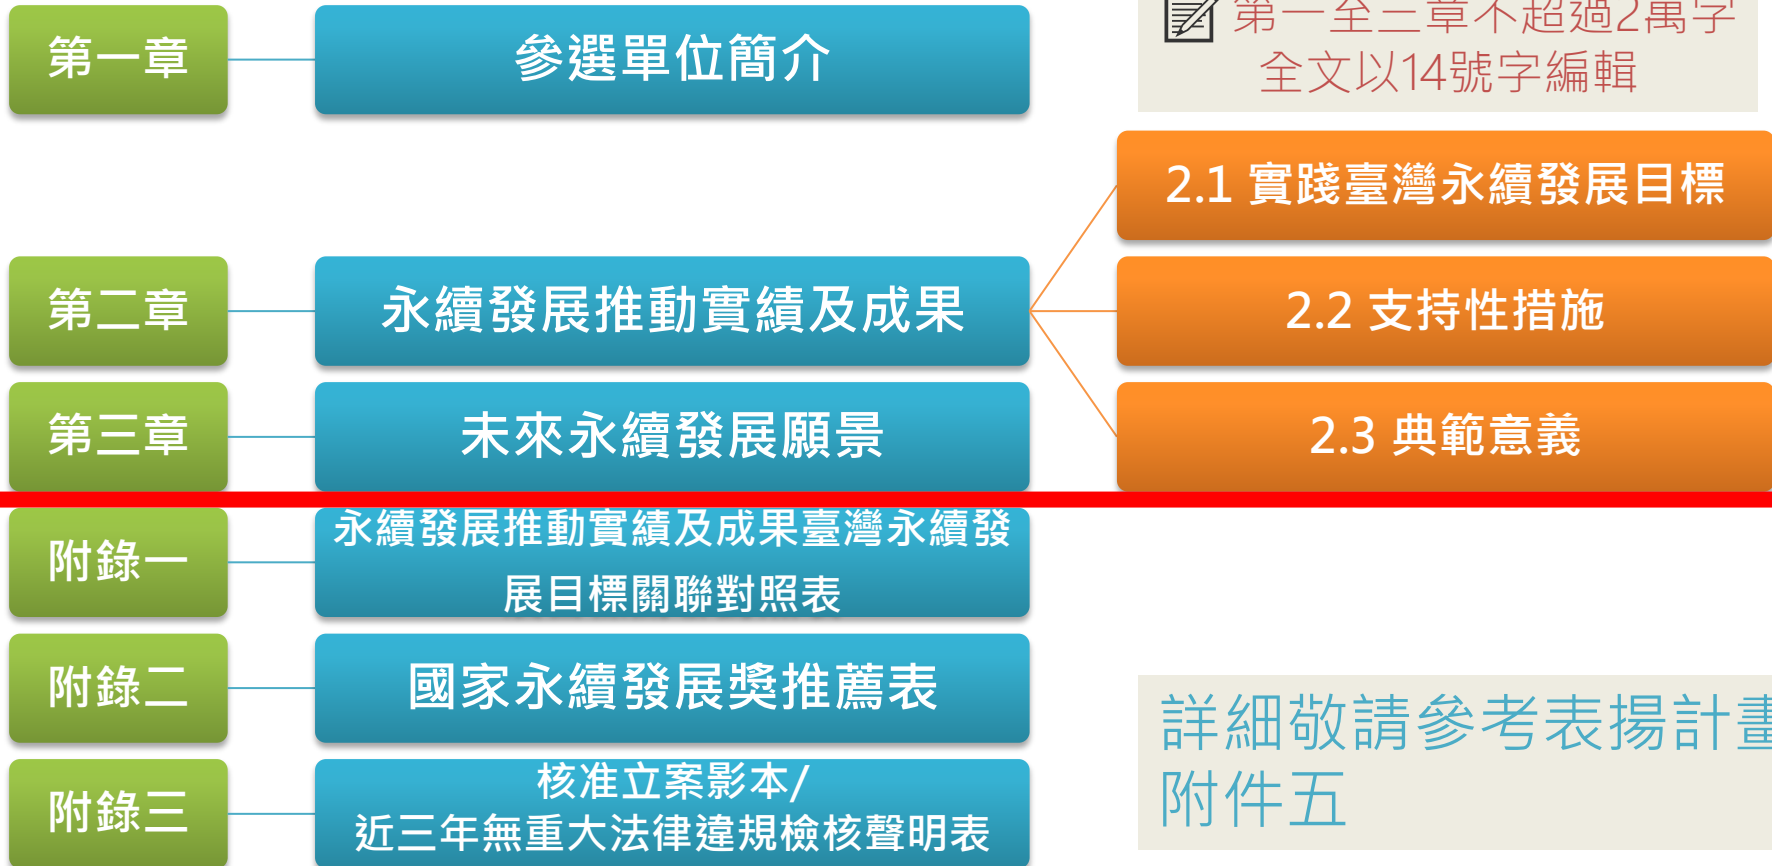 第一章
參選單位簡介
第一至三章不超過2萬字
全文以14號字編輯
第二章
永續發展推動實績及成果
2.1 實踐臺灣永續發展目標
2.2 支持性措施
2.3 典範意義
第三章
未來永續發展願景
附錄一
永續發展推動實績及成果臺灣永續發
展目標關聯對照表
附錄二
國家永續發展獎推薦表
附錄三
核准立案影本/
近三年無重大法律違規檢核聲明表
詳細敬請參考表揚計畫
附件五